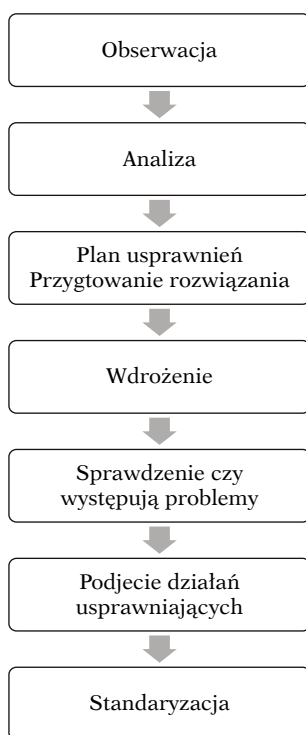 Obserwacja
Analiza
Plan usprawnień
Przygtowanie rozwiązania
Wdrożenie
Sprawdzenie czy
występują problemy
Podjecie działań
usprawniających
Standaryzacja